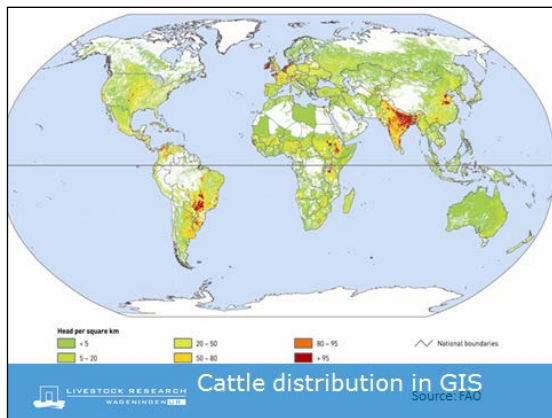 Head per square km
< 5
5 – 20
20 – 50
50 – 80
80 – 95
+ 95
National boundaries
LIVESTOCK RESEARCH
WAGENINGEN UR
Cattle distribution in GIS
Source: FAO